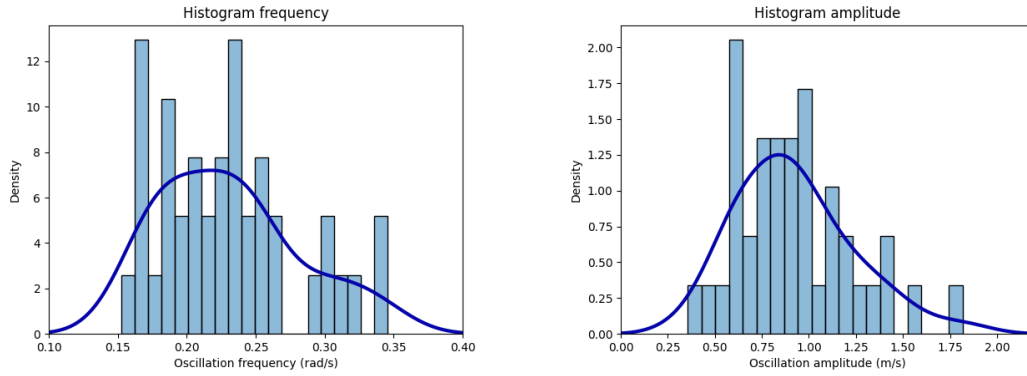 Histogram frequency
Density
12
10
8
6
4
2
0
0.10 0.15 0.20 0.25 0.30 0.35 0.40
Oscillation frequency (rad/s)
Histogram amplitude
Density
2.00
1.75
1.50
1.25
1.00
0.75
0.50
0.25
0.00
0.00 0.25 0.50 0.75 1.00 1.25 1.50 1.75 2.00
Oscillation amplitude (m/s)